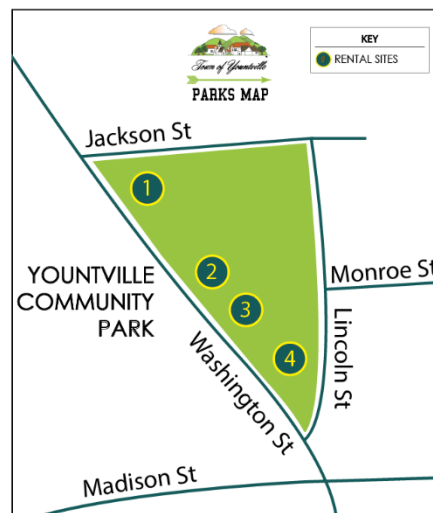 Town of Yountville
PARKS MAP
KEY
RENTAL SITES
Jackson St
1
2
3
4
YOUNTVILLE
COMMUNITY
PARK
Monroe St
Lincoln St
Washington St
Madison St